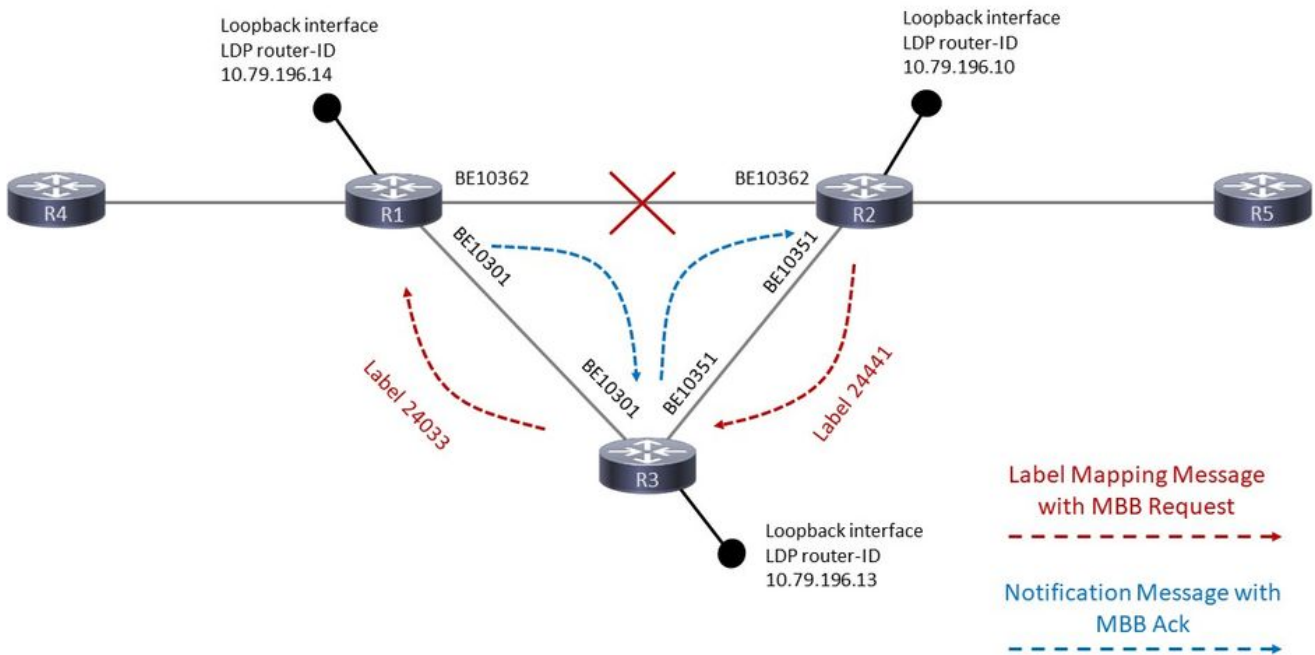 Loopback interface
LDP router-ID
10.79.196.14
Loopback interface
LDP router-ID
10.79.196.10
R4
R1
BE10362
BE10362
R2
R5
BE10301
BE10351
Label 24033
BE10301
BE10351
Label 24441
R3
Loopback interface
LDP router-ID
10.79.196.13
Label Mapping Message
with MBB Request
Notification Message with
MBB Ack